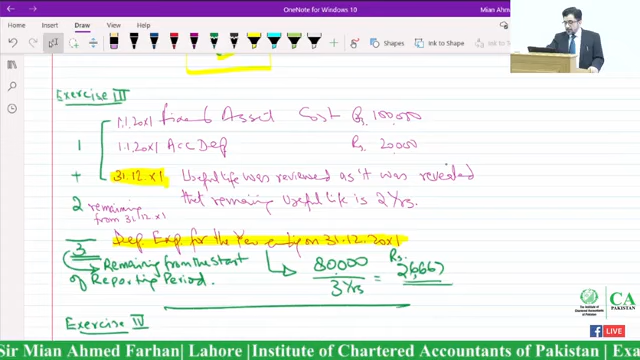 OneNote for Windows 10
Mian Ahmed
Home Insert Draw View Help
Shapes Ink to Shape
Exercise III
1.1.20x1 Fixed Asset Cost Rs. 100,000
1 1.1.20x1 Acc Dep Rs. 20000
+ 31.12.x1 Useful life was reviewed as it was revealed
2 remaining from 31.12.x1 that remaining useful life is 2 Yrs.
Dep Exp. for the Year ending on 31.12.20x1
3 80000 / 3 Yrs = Rs. 26,667
Remaining from the start
of Reporting Period.
Exercise IV
CA
PAKISTAN
LIVE
Sir Mian Ahmed Farhan| Lahore |Institute of Chartered Accountants of Pakistan | Exa